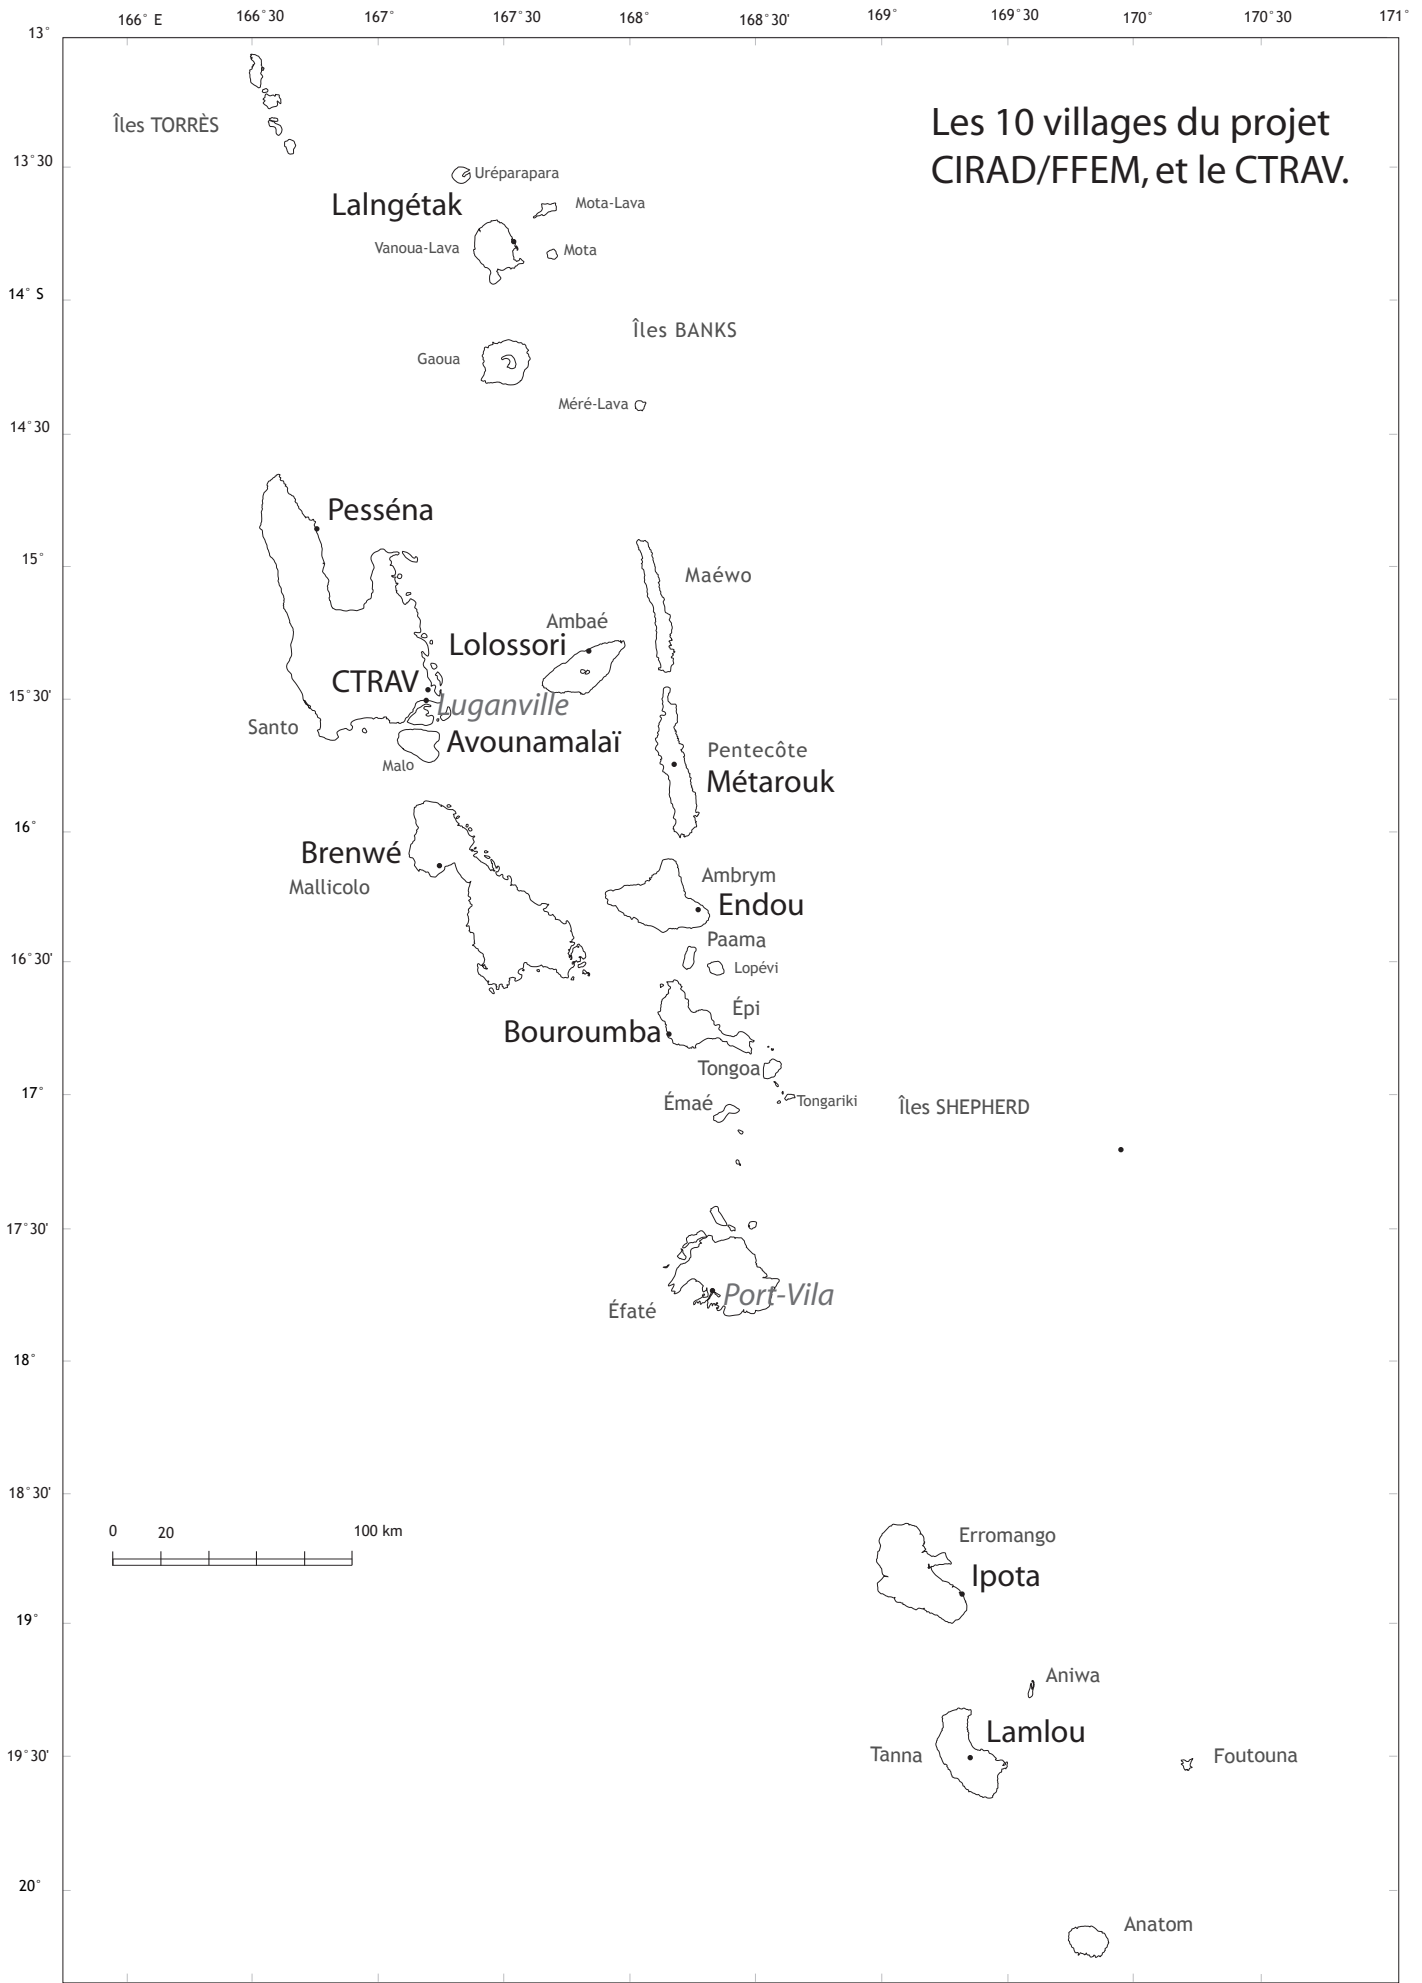 166° E 166°30 167° 167°30' 168° 168°30' 169° 169°30 170° 170°30' 171°
13°
Les 10 villages du projet
CIRAD/FFEM, et le CTRAV.
Îles TORRÈS
13°30
Uréparapara
Lalngétak
Mota-Lava
Vanoua-Lava
Mota
14° S
Îles BANKS
Gaoua
Méré-Lava
14°30
Pesséna
15°
Maéwo
Ambaé
Lolossori
CTRAV
15°30'
Luganville
Santo
Avounamalaï
Malo
Pentecôte
Métarouk
16°
Brenwé
Mallicolo
Ambrym
Endou
Paama
16°30'
Lopévi
Épi
Bouroumba
Tongoa
17°
Émaé
Tongariki
Îles SHEPHERD
17°30'
Port-Vila
Éfaté
18°
18°30'
0 20 100 km
Erromango
Ipota
19°
Aniwa
Lamlou
19°30'
Tanna
Foutouna
20°
Anatom